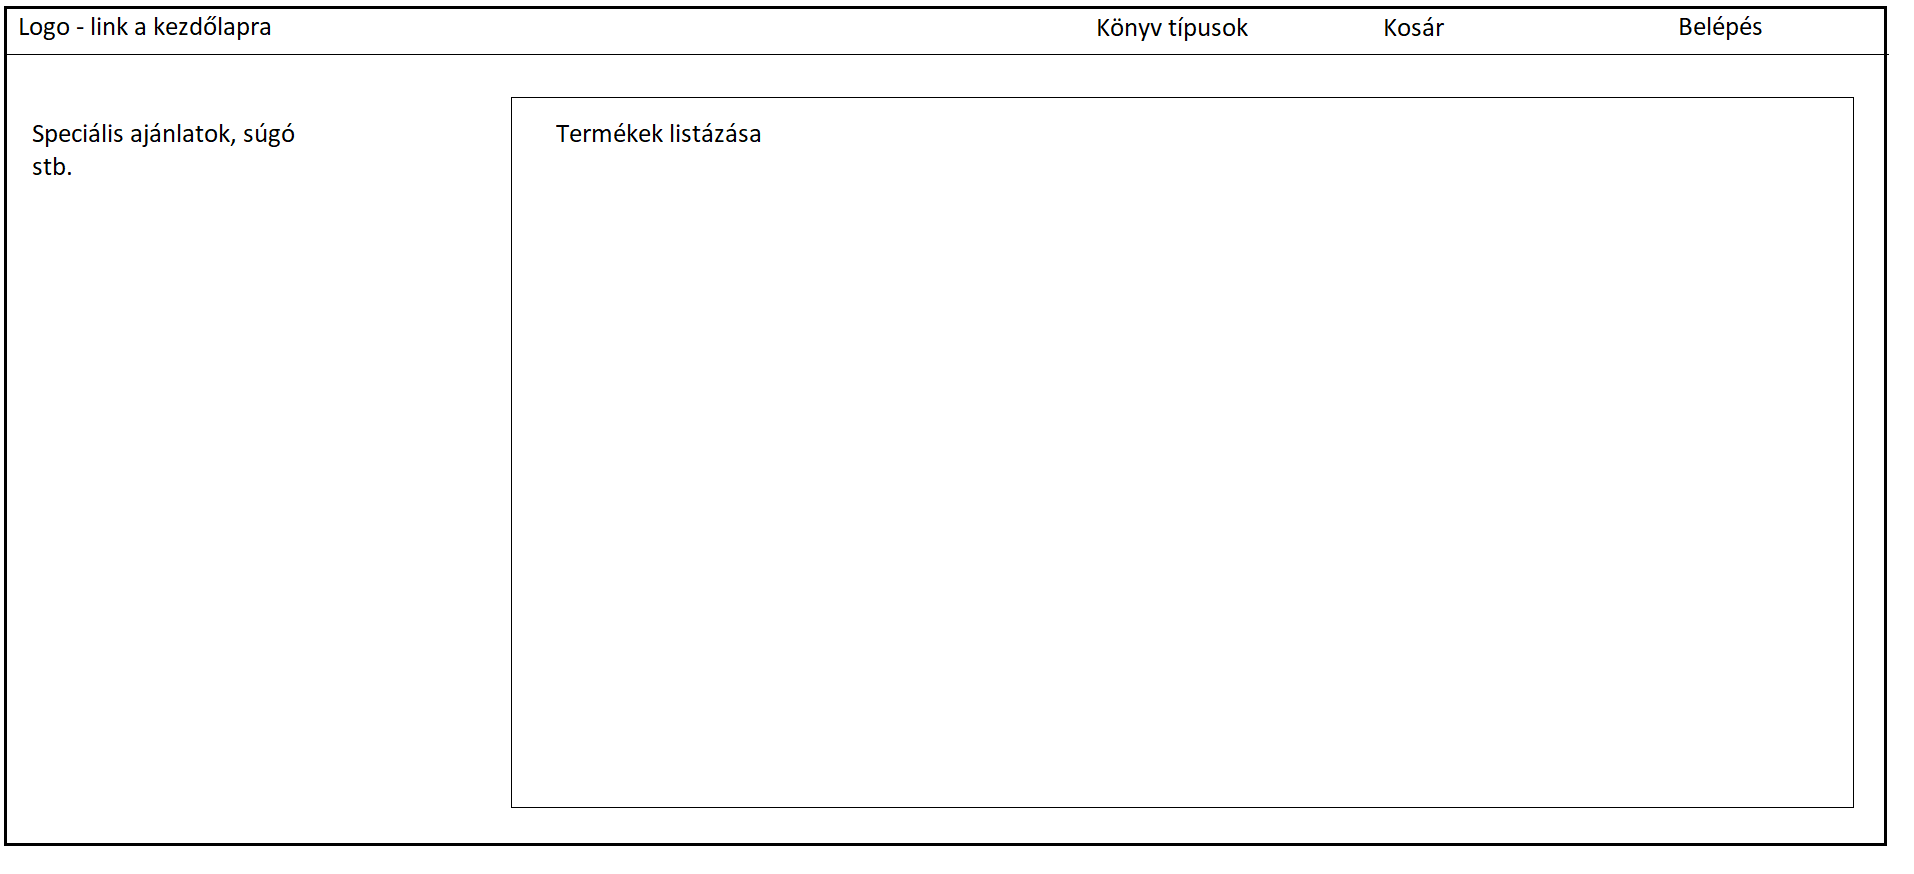 Logo - link a kezdőlapra
Könyv típusok
Kosár
Belépés
Speciális ajánlatok, súgó
stb.
Termékek listázása